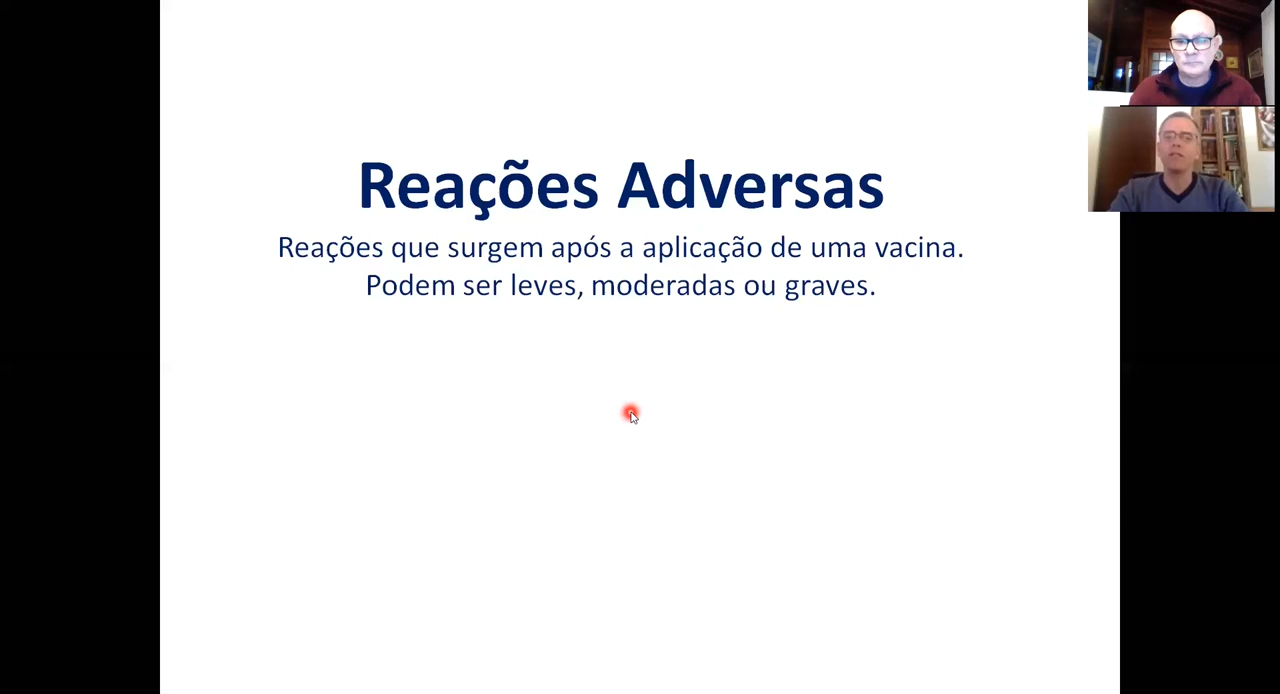 Reações Adversas
Reações que surgem após a aplicação de uma vacina.
Podem ser leves, moderadas ou graves.